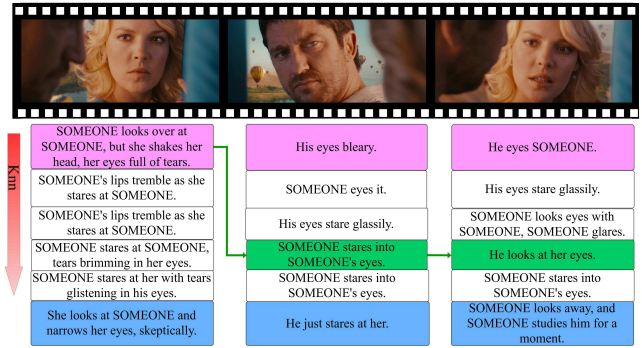 Knn
SOMEONE looks over at
SOMEONE, but she shakes her
head, her eyes full of tears.
SOMEONE's lips tremble as she
stares at SOMEONE.
SOMEONE's lips tremble as she
stares at SOMEONE.
SOMEONE stares at SOMEONE,
tears brimming in her eyes.
SOMEONE stares at her with tears
glistening in his eyes.
She looks at SOMEONE and
narrows her eyes, skeptically.
His eyes bleary.
SOMEONE eyes it.
His eyes stare glassily.
SOMEONE stares into
SOMEONE's eyes.
SOMEONE stares into
SOMEONE's eyes.
He just stares at her.
He eyes SOMEONE.
His eyes stare glassily.
SOMEONE looks eyes with
SOMEONE, SOMEONE glares.
He looks at her eyes.
SOMEONE stares into
SOMEONE's eyes.
SOMEONE looks away, and
SOMEONE studies him for a
moment.